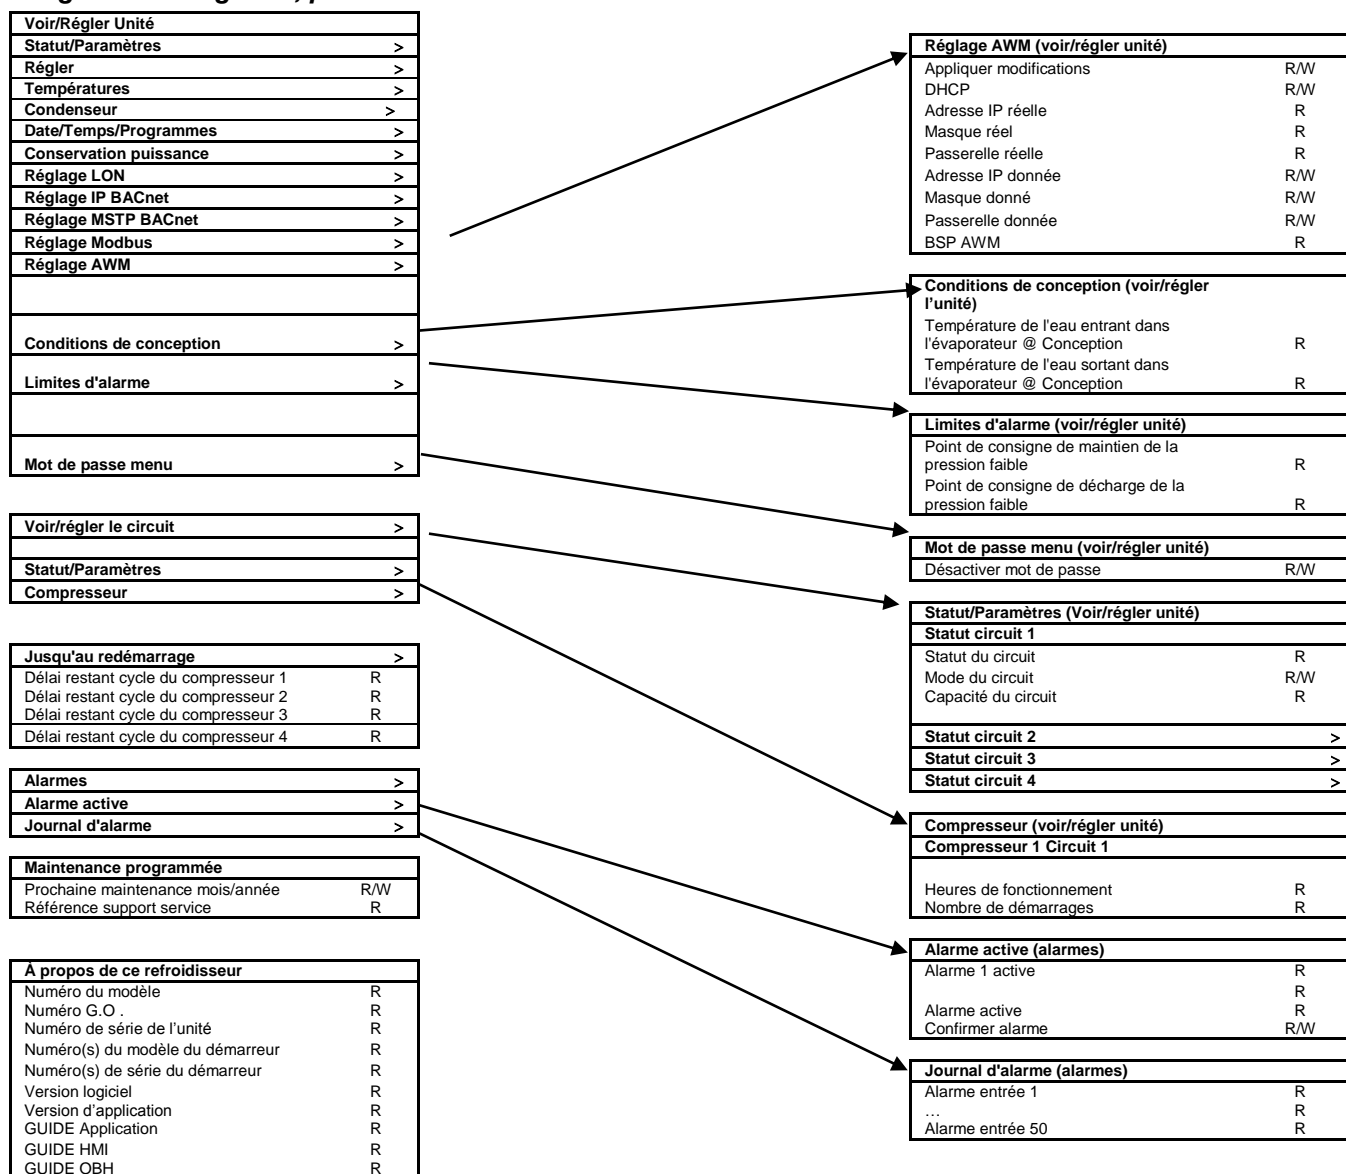 Voir/Régler Unité
Statut/Paramètres >
Régler >
Températures >
Condenseur >
Date/Temps/Programmes >
Conservation puissance >
Réglage LON >
Réglage IP BACnet >
Réglage MSTP BACnet >
Réglage Modbus >
Réglage AWM >
Conditions de conception >
Limites d'alarme >
Mot de passe menu >
Voir/régler le circuit >
Statut/Paramètres >
Compresseur >
Jusqu'au redémarrage >
Délai restant cycle du compresseur 1 R
Délai restant cycle du compresseur 2 R
Délai restant cycle du compresseur 3 R
Délai restant cycle du compresseur 4 R
Alarmes >
Alarme active >
Journal d'alarme >
Maintenance programmée
Prochaine maintenance mois/année R/W
Référence support service R
À propos de ce refroidisseur
Numéro du modèle R
Numéro G.O . R
Numéro de série de l’unité R
Numéro(s) du modèle du démarreur R
Numéro(s) de série du démarreur R
Version logiciel R
Version d’application R
GUIDE Application R
GUIDE HMI R
GUIDE OBH R
Réglage AWM (voir/régler unité)
Appliquer modifications R/W
DHCP R/W
Adresse IP réelle R
Masque réel R
Passerelle réelle R
Adresse IP donnée R/W
Masque donné R/W
Passerelle donnée R/W
BSP AWM R
Conditions de conception (voir/régler
l’unité)
Température de l'eau entrant dans
l'évaporateur @ Conception R
Température de l'eau sortant dans
l'évaporateur @ Conception R
Limites d'alarme (voir/régler unité)
Point de consigne de maintien de la
pression faible R
Point de consigne de décharge de la
pression faible R
Mot de passe menu (voir/régler unité)
Désactiver mot de passe R/W
Statut/Paramètres (Voir/régler unité)
Statut circuit 1
Statut du circuit R
Mode du circuit R/W
Capacité du circuit R
Statut circuit 2 >
Statut circuit 3 >
Statut circuit 4 >
Compresseur (voir/régler unité)
Compresseur 1 Circuit 1
Heures de fonctionnement R
Nombre de démarrages R
Alarme active (alarmes)
Alarme 1 active R
R
Alarme active R
Confirmer alarme R/W
Journal d'alarme (alarmes)
Alarme entrée 1 R
… R
Alarme entrée 50 R